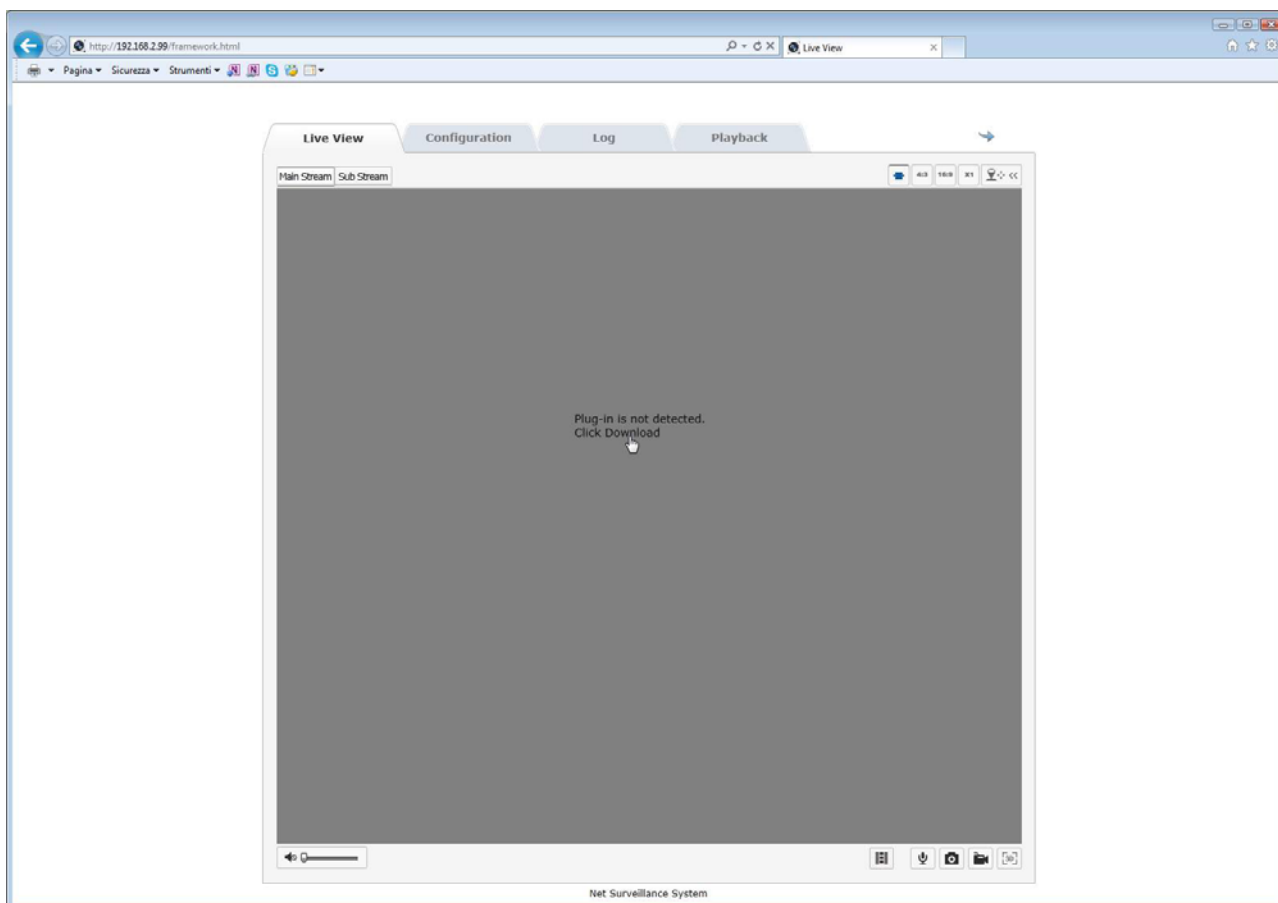 http://192.168.2.99/framework.html
Live View
Pagina Sicurezza Strumenti
Live View Configuration Log Playback
Main Stream Sub Stream
4:3 16:9 X1
Plug-in is not detected.
Click Download
3D
Net Surveillance System